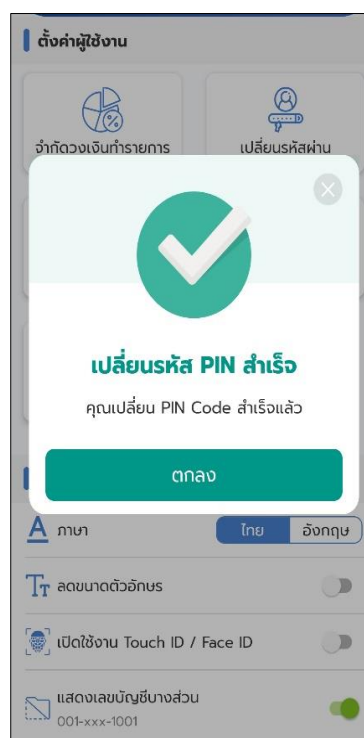 ตั้งค่าผู้ใช้งาน
จำกัดวงเงินทำรายการ
เปลี่ยนรหัสผ่าน
เปลี่ยนรหัส PIN สำเร็จ
คุณเปลี่ยน PIN Code สำเร็จแล้ว
ตกลง
A ภาษา
ไทย
อังกฤษ
TT ลดขนาดตัวอักษร
เปิดใช้งาน Touch ID / Face ID
แสดงเลขบัญชีบางส่วน
001-xxx-1001